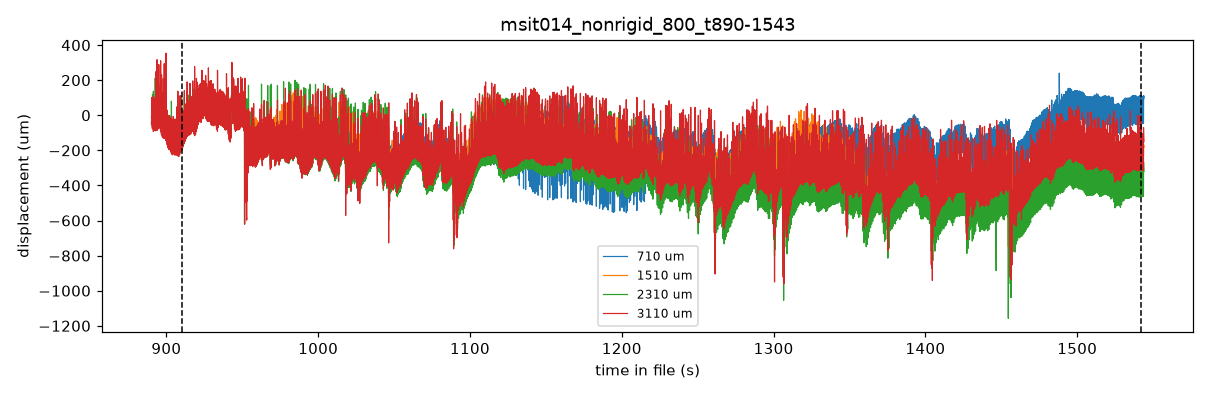 msit014_nonrigid_800_t890-1543
displacement (um)
400
200
0
−200
−400
−600
−800
−1000
−1200
710 um
1510 um
2310 um
3110 um
900 1000 1100 1200 1300 1400 1500
time in file (s)